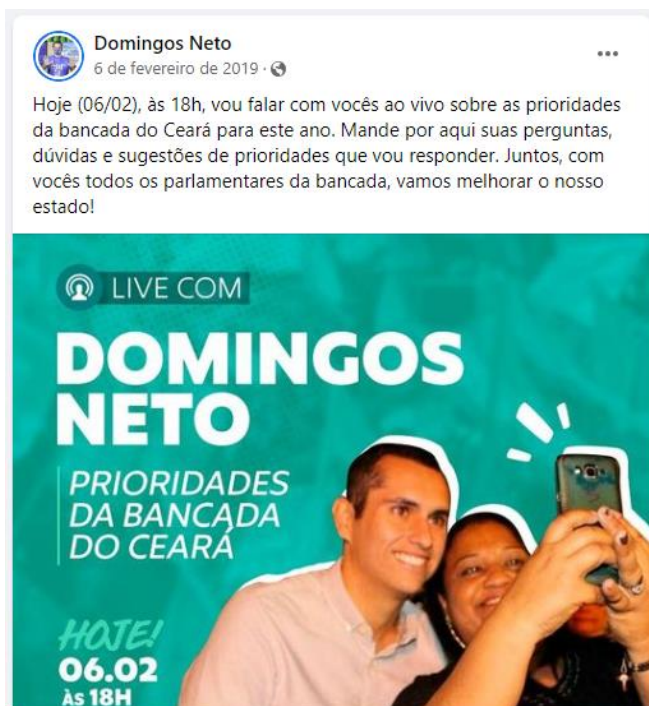 Domingos Neto
6 de fevereiro de 2019 ·
Hoje (06/02), às 18h, vou falar com vocês ao vivo sobre as prioridades
da bancada do Ceará para este ano. Mande por aqui suas perguntas,
dúvidas e sugestões de prioridades que vou responder. Juntos, com
vocês todos os parlamentares da bancada, vamos melhorar o nosso
estado!
LIVE COM
DOMINGOS
NETO
PRIORIDADES
DA BANCADA
DO CEARÁ
HOJE!
06.02
ÀS 18H